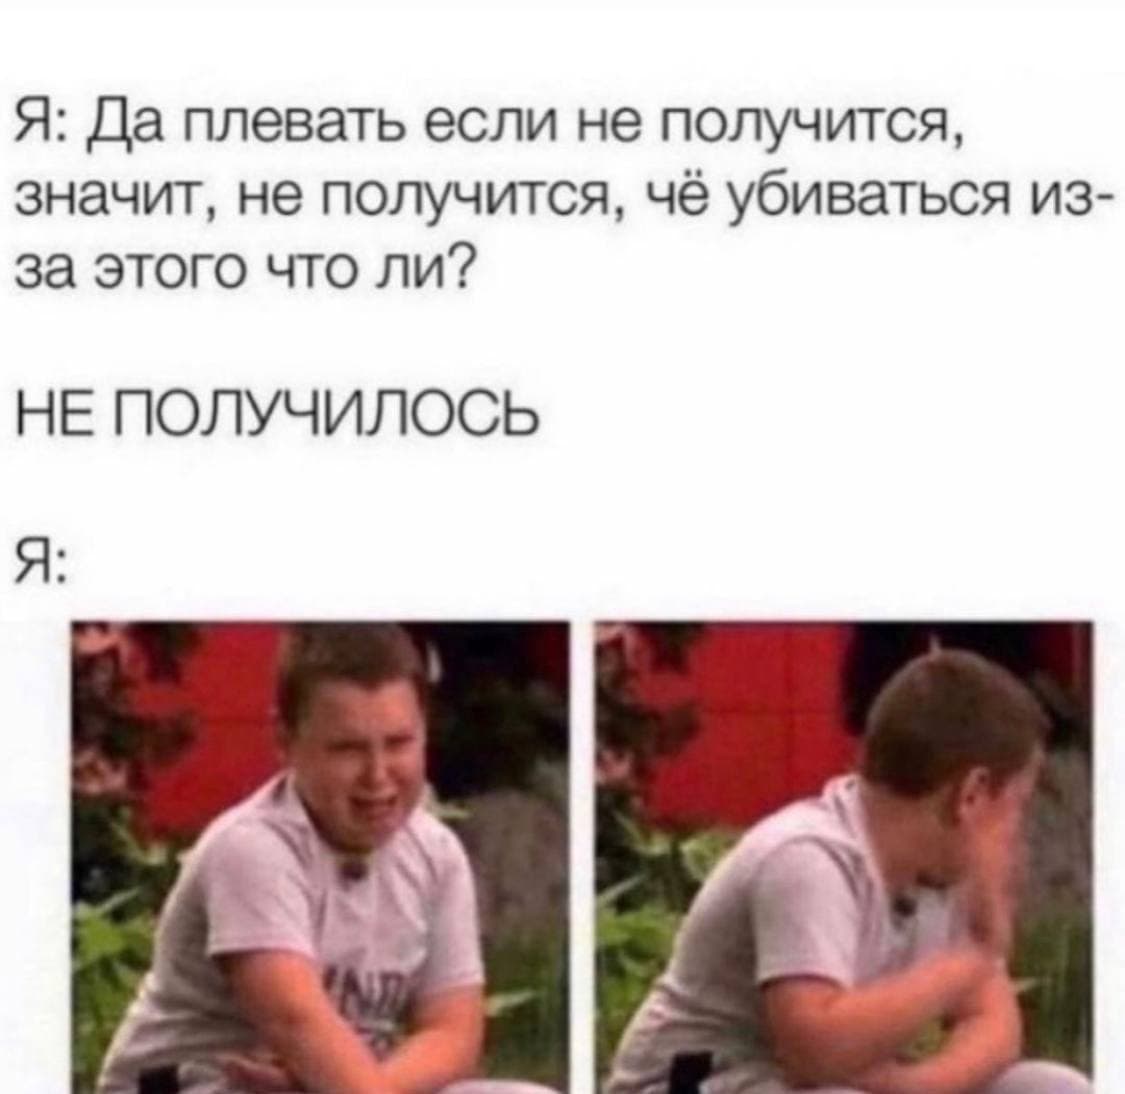 Я: Да плевать если не получится,
значит, не получится, чё убиваться из-
за этого что ли?
НЕ ПОЛУЧИЛОСЬ
Я: